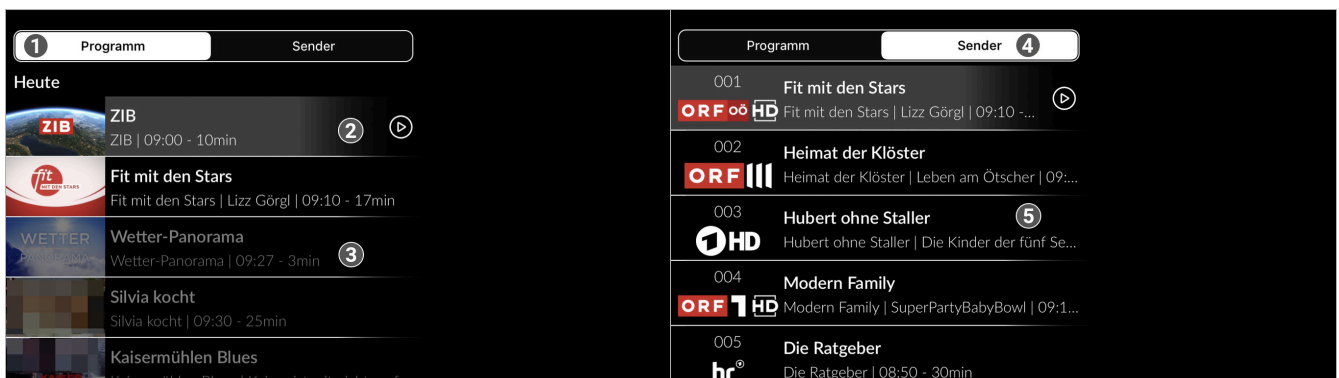 1 Programm Sender
Heute
ZIB
ZIB
ZIB | 09:00 - 10min 2
fit MIT DEN STARS
Fit mit den Stars
Fit mit den Stars | Lizz Görgl | 09:10 - 17min
WETTER PANORAMA
Wetter-Panorama
Wetter-Panorama | 09:27 - 3min 3
Silvia kocht
Silvia kocht | 09:30 - 25min
Kaisermühlen Blues
Programm Sender 4
001
Fit mit den Stars
ORF oö HD
Fit mit den Stars | Lizz Görgl | 09:10 -...
002
Heimat der Klöster
ORF III
Heimat der Klöster | Leben am Ötscher | 09:...
003
Hubert ohne Staller 5
1 HD
Hubert ohne Staller | Die Kinder der fünf Se...
004
Modern Family
ORF 1 HD
Modern Family | SuperPartyBabyBowl | 09:1...
005
Die Ratgeber
hr
Die Ratgeber | 08:50 - 30min